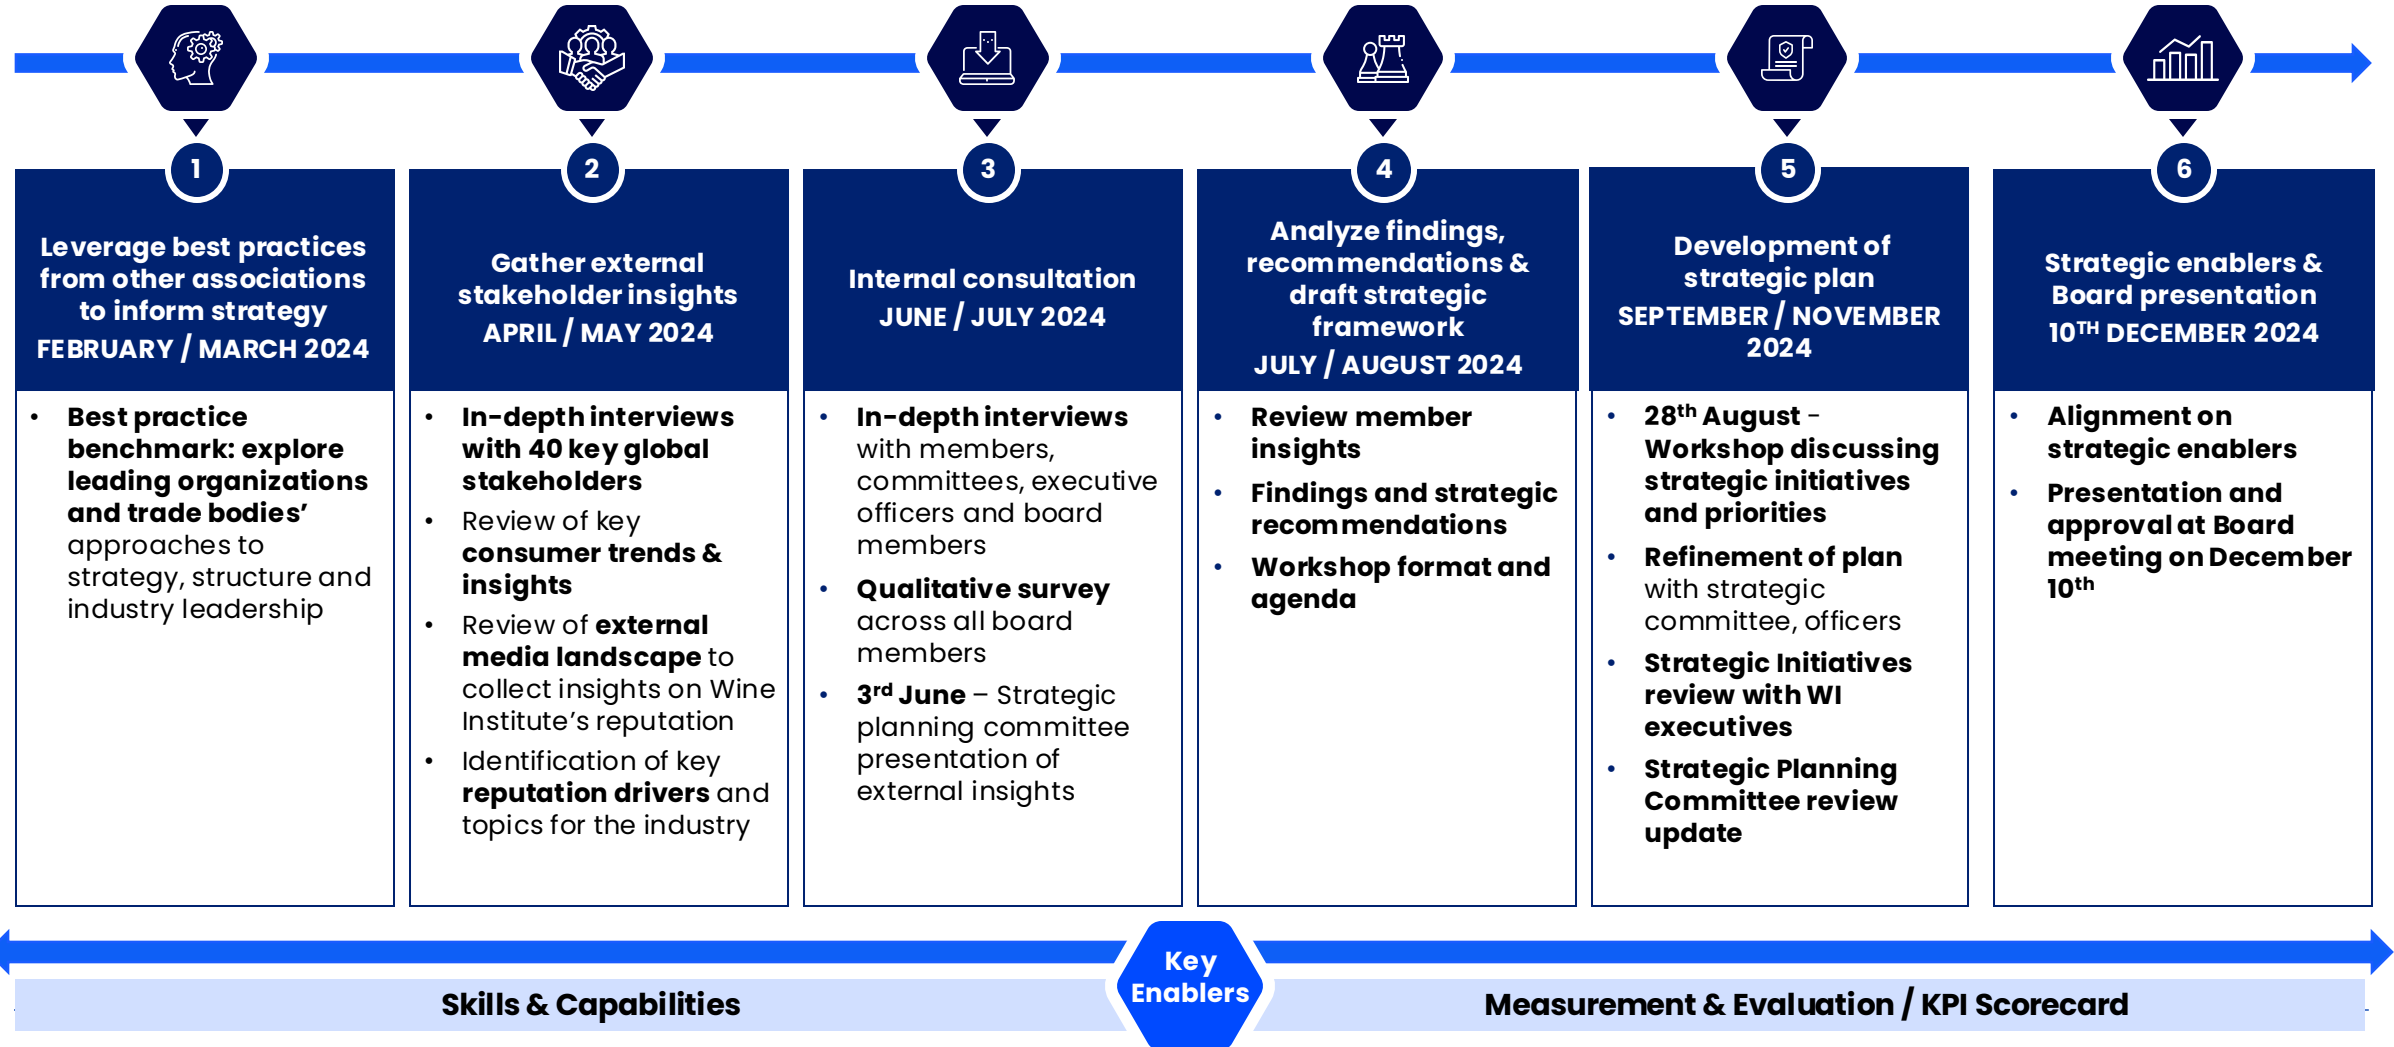 1
Leverage best practices
from other associations
to inform strategy
FEBRUARY / MARCH 2024
• Best practice
benchmark: explore
leading organizations
and trade bodies’
approaches to
strategy, structure and
industry leadership
2
Gather external
stakeholder insights
APRIL / MAY 2024
• In-depth interviews
with 40 key global
stakeholders
• Review of key
consumer trends &
insights
• Review of external
media landscape to
collect insights on Wine
Institute’s reputation
• Identification of key
reputation drivers and
topics for the industry
3
Internal consultation
JUNE / JULY 2024
• In-depth interviews
with members,
committees, executive
officers and board
members
• Qualitative survey
across all board
members
• 3rd June – Strategic
planning committee
presentation of
external insights
4
Analyze findings,
recommendations &
draft strategic
framework
JULY / AUGUST 2024
• Review member
insights
• Findings and strategic
recommendations
• Workshop format and
agenda
5
Development of
strategic plan
SEPTEMBER / NOVEMBER
2024
• 28th August -
Workshop discussing
strategic initiatives
and priorities
• Refinement of plan
with strategic
committee, officers
• Strategic Initiatives
review with WI
executives
• Strategic Planning
Committee review
update
6
Strategic enablers &
Board presentation
10TH DECEMBER 2024
• Alignment on
strategic enablers
• Presentation and
approval at Board
meeting on December
10th
Key
Enablers
Skills & Capabilities
Measurement & Evaluation / KPI Scorecard